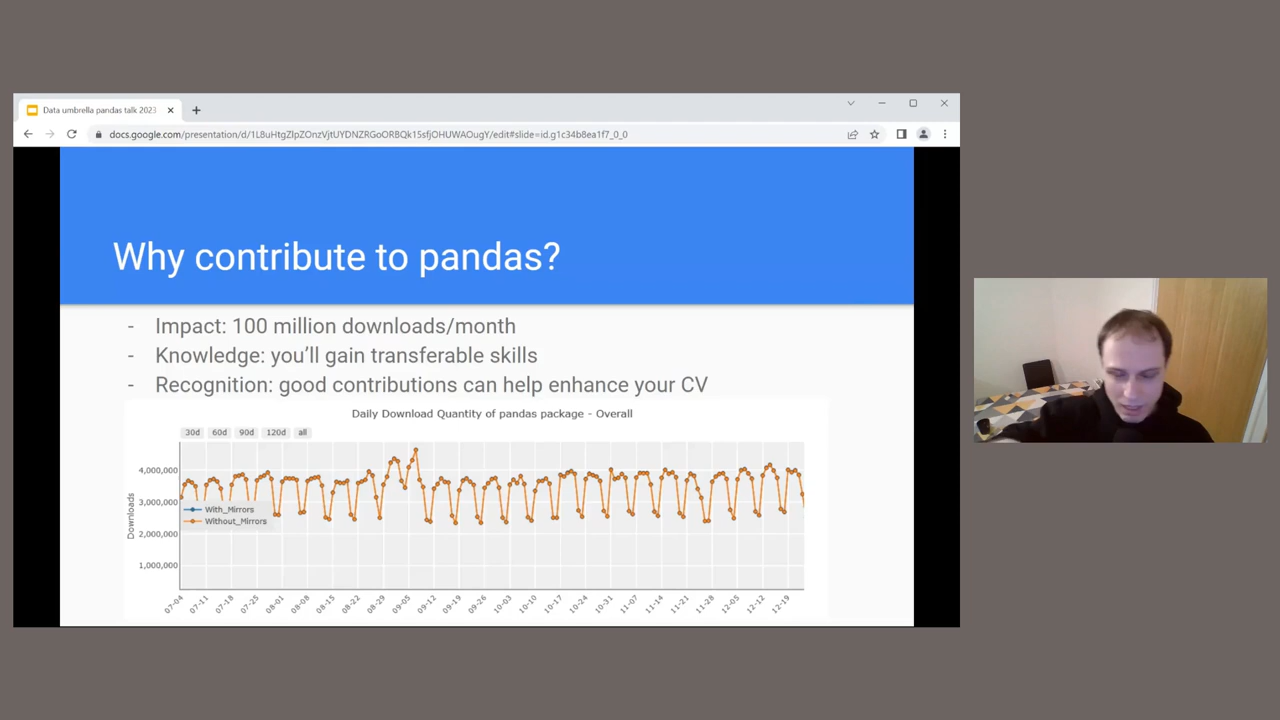 Data umbrella pandas talk 2023
docs.google.com/presentation/d/1L8uHtgZlpZOnzVjtUYDNZRGoORBQk15sfjOHUWAOugY/edit#slide=id.g1c34b8ea1f7_0_0
Why contribute to pandas?
- Impact: 100 million downloads/month
- Knowledge: you'll gain transferable skills
- Recognition: good contributions can help enhance your CV
Daily Download Quantity of pandas package - Overall
30d 60d 90d 120d all
4,000,000
3,000,000
2,000,000
1,000,000
Downloads
With_Mirrors
Without_Mirrors
07-04 07-11 07-18 07-25 08-01 08-08 08-15 08-22 08-29 09-05 09-12 09-19 09-26 10-03 10-10 10-17 10-24 10-31 11-07 11-14 11-21 11-28 12-05 12-12 12-19